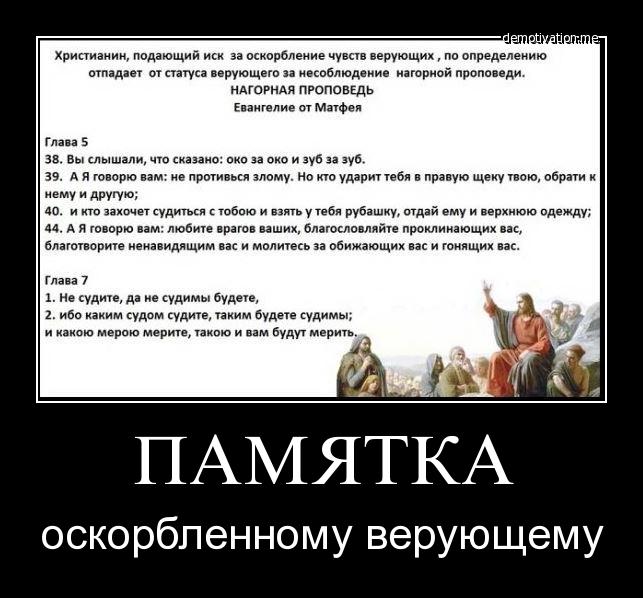 demotivation.me
Христианин, подающий иск за оскорбление чувств верующих , по определению
отпадает от статуса верующего за несоблюдение нагорной проповеди.
НАГОРНАЯ ПРОПОВЕДЬ
Евангелие от Матфея
Глава 5
38. Вы слышали, что сказано: око за око и зуб за зуб.
39. А Я говорю вам: не противься злому. Но кто ударит тебя в правую щеку твою, обрати к
нему и другую;
40. и кто захочет судиться с тобою и взять у тебя рубашку, отдай ему и верхнюю одежду;
44. А Я говорю вам: любите врагов ваших, благословляйте проклинающих вас,
благотворите ненавидящим вас и молитесь за обижающих вас и гонящих вас.
Глава 7
1. Не судите, да не судимы будете,
2. ибо каким судом судите, таким будете судимы;
и какою мерою мерите, такою и вам будут мерить.
ПАМЯТКА
оскорбленному верующему